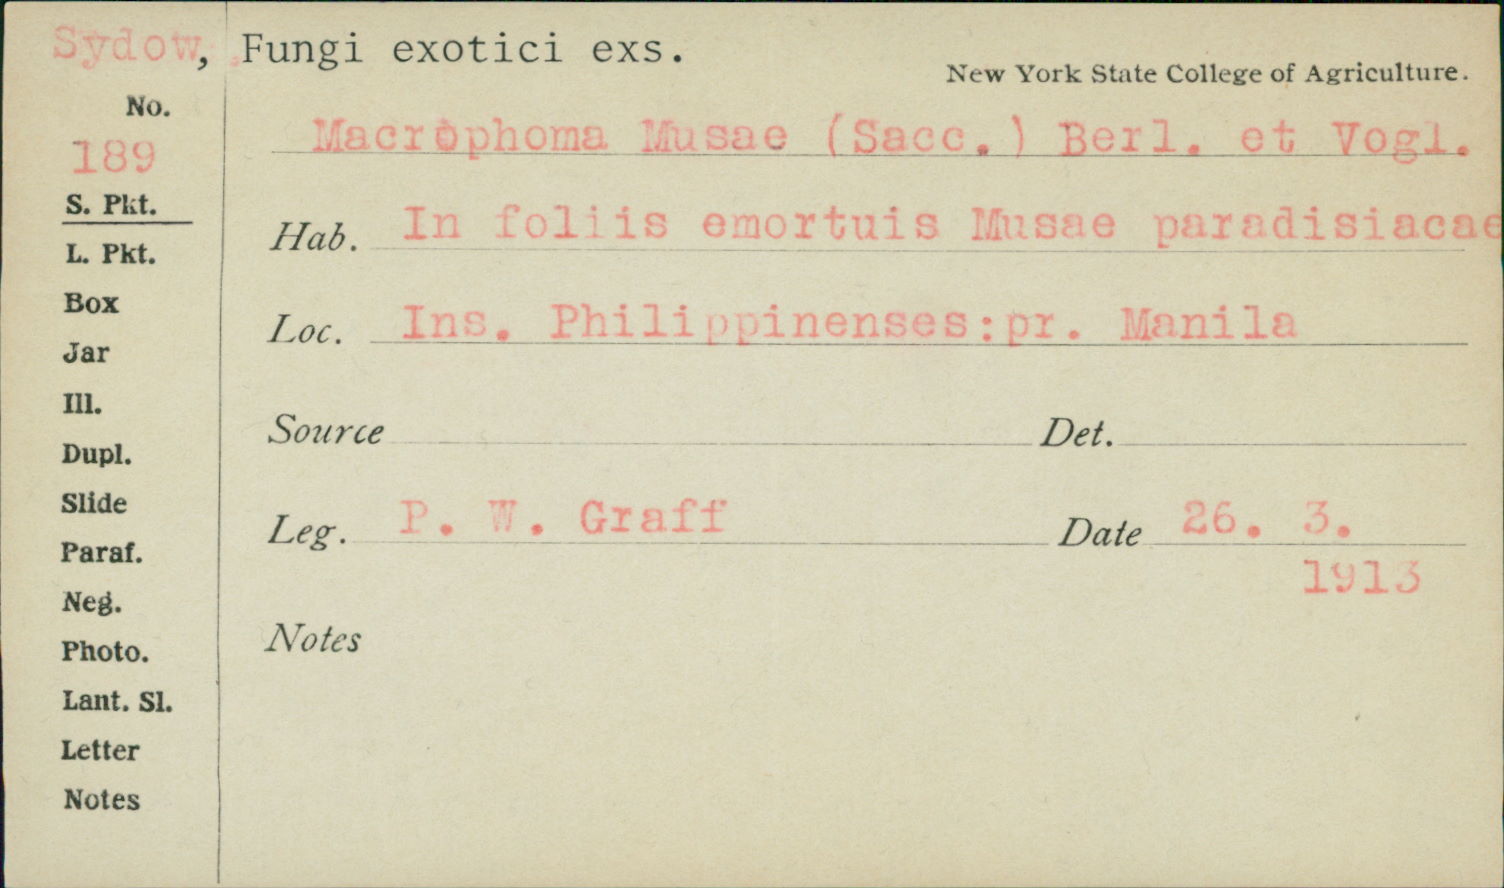 Sydow, Fungi exotici exs.
New York State College of Agriculture.
No.
189
Macrophoma Musae (Sacc.) Berl. et Vogl.
S. Pkt.
Hab. In foliis emortuis Musae paradisiacae
L. Pkt.
Box
Loc. Ins. Philippinenses:pr. Manila
Jar
Ill.
Source Det.
Dupl.
Slide
Leg. P. W. Graff Date 26. 3.
1913
Paraf.
Neg.
Notes
Photo.
Lant. Sl.
Letter
Notes